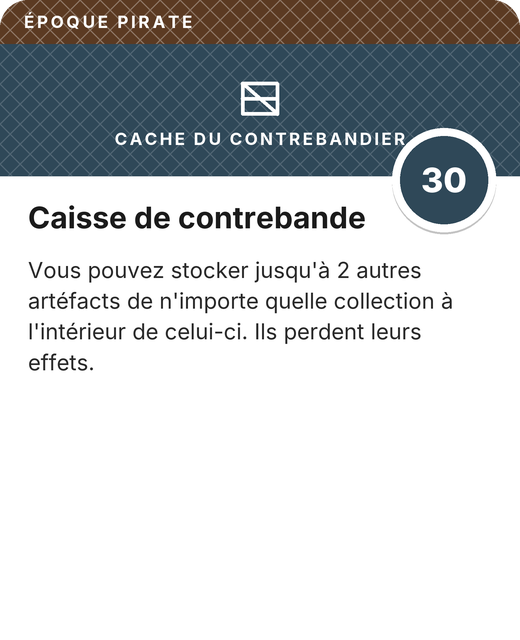 ÉPOQUE PIRATE
CACHE DU CONTREBANDIER
30
Caisse de contrebande
Vous pouvez stocker jusqu'à 2 autres
artéfacts de n'importe quelle collection à
l'intérieur de celui-ci. Ils perdent leurs
effets.